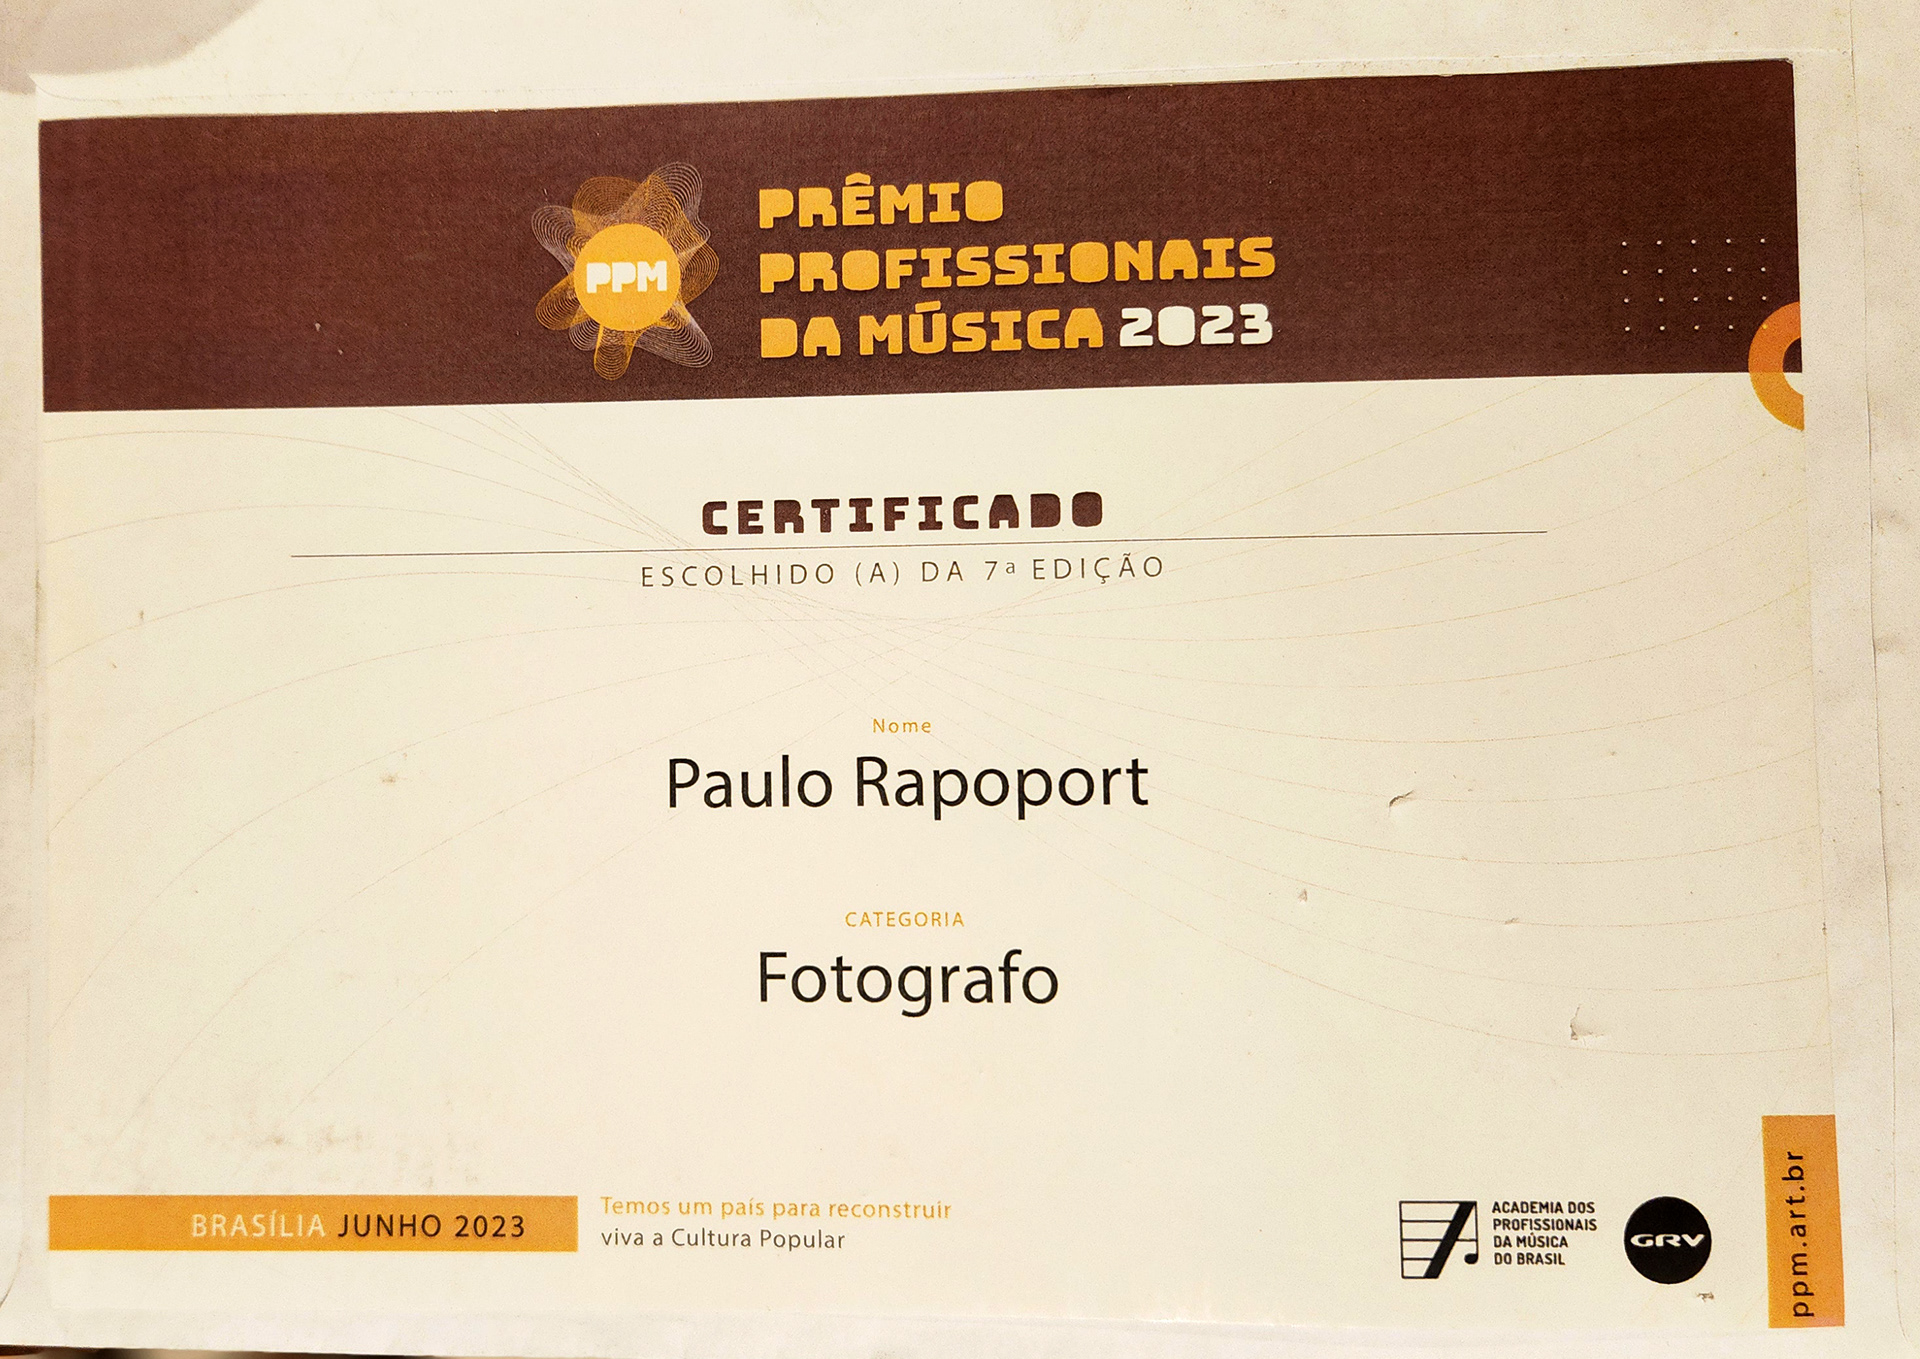 PPM
PRÊMIO
PROFISSIONAIS
DA MÚSICA 2023
CERTIFICADO
ESCOLHIDO (A) DA 7ª EDIÇÃO
Nome
Paulo Rapoport
CATEGORIA
Fotografo
BRASÍLIA JUNHO 2023
Temos um país para reconstruir
viva a Cultura Popular
ACADEMIA DOS
PROFISSIONAIS
DA MÚSICA
DO BRASIL
GRV
ppm.art.br